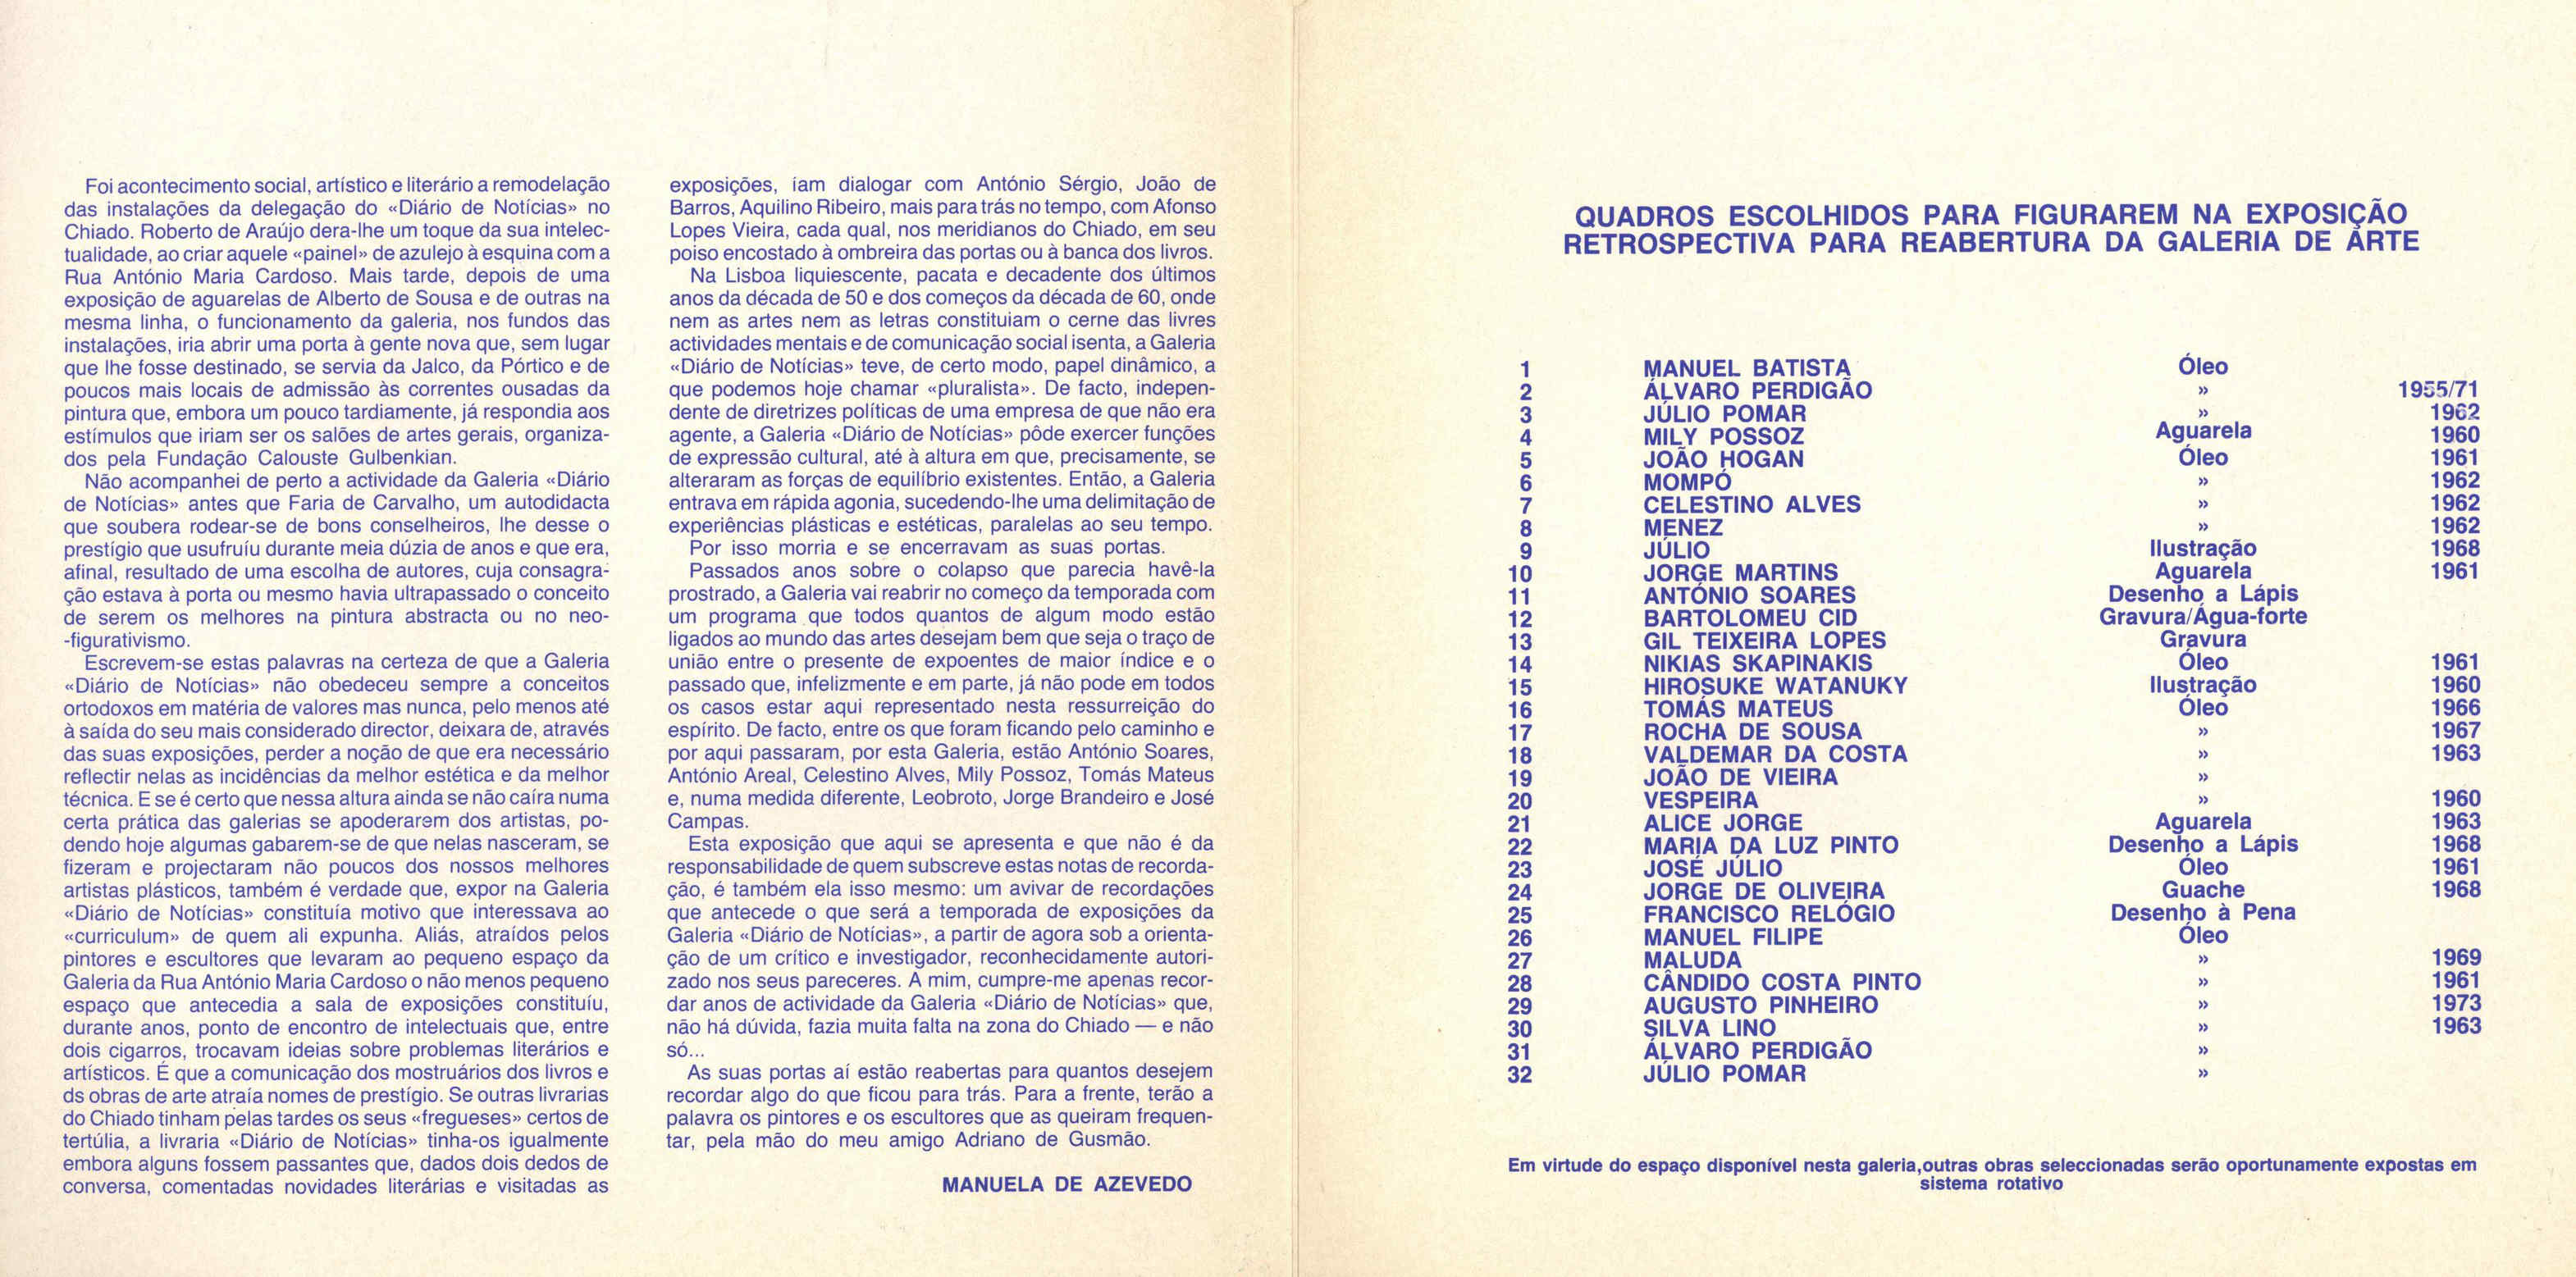 Foi acontecimento social, artístico e literário a remodelação
das instalações da delegação do «Diário de Notícias» no
Chiado. Roberto de Araújo dera-lhe um toque da sua intelec-
tualidade, ao criar aquele «painel» de azulejo à esquina com a
Rua António Maria Cardoso. Mais tarde, depois de uma
exposição de aguarelas de Alberto de Sousa e de outras na
mesma linha, o funcionamento da galeria, nos fundos das
instalações, iria abrir uma porta à gente nova que, sem lugar
que lhe fosse destinado, se servia da Jalco, da Pórtico e de
poucos mais locais de admissão às correntes ousadas da
pintura que, embora um pouco tardiamente, já respondia aos
estímulos que iriam ser os salões de artes gerais, organiza-
dos pela Fundação Calouste Gulbenkian.
Não acompanhei de perto a actividade da Galeria «Diário
de Notícias» antes que Faria de Carvalho, um autodidacta
que soubera rodear-se de bons conselheiros, lhe desse o
prestígio que usufruíu durante meia dúzia de anos e que era,
afinal, resultado de uma escolha de autores, cuja consagra-
ção estava à porta ou mesmo havia ultrapassado o conceito
de serem os melhores na pintura abstracta ou no neo-
-figurativismo.
Escrevem-se estas palavras na certeza de que a Galeria
«Diário de Notícias» não obedeceu sempre a conceitos
ortodoxos em matéria de valores mas nunca, pelo menos até
à saída do seu mais considerado director, deixara de, através
das suas exposições, perder a noção de que era necessário
reflectir nelas as incidências da melhor estética e da melhor
técnica. E se é certo que nessa altura ainda se não caíra numa
certa prática das galerias se apoderarem dos artistas, po-
dendo hoje algumas gabarem-se de que nelas nasceram, se
fizeram e projectaram não poucos dos nossos melhores
artistas plásticos, também é verdade que, expor na Galeria
«Diário de Notícias» constituía motivo que interessava ao
«curriculum» de quem ali expunha. Aliás, atraídos pelos
pintores e escultores que levaram ao pequeno espaço da
Galeria da Rua António Maria Cardoso o não menos pequeno
espaço que antecedia a sala de exposições constituíu,
durante anos, ponto de encontro de intelectuais que, entre
dois cigarros, trocavam ideias sobre problemas literários e
artísticos. É que a comunicação dos mostruários dos livros e
ds obras de arte atraía nomes de prestígio. Se outras livrarias
do Chiado tinham pelas tardes os seus «fregueses» certos de
tertúlia, a livraria «Diário de Notícias» tinha-os igualmente
embora alguns fossem passantes que, dados dois dedos de
conversa, comentadas novidades literárias e visitadas as
exposições, íam dialogar com António Sérgio, João de
Barros, Aquilino Ribeiro, mais para trás no tempo, com Afonso
Lopes Vieira, cada qual, nos meridianos do Chiado, em seu
poiso encostado à ombreira das portas ou à banca dos livros.
Na Lisboa liquiescente, pacata e decadente dos últimos
anos da década de 50 e dos começos da década de 60, onde
nem as artes nem as letras constituiam o cerne das livres
actividades mentais e de comunicação social isenta, a Galeria
«Diário de Notícias» teve, de certo modo, papel dinâmico, a
que podemos hoje chamar «pluralista». De facto, indepen-
dente de diretrizes políticas de uma empresa de que não era
agente, a Galeria «Diário de Notícias» pôde exercer funções
de expressão cultural, até à altura em que, precisamente, se
alteraram as forças de equilíbrio existentes. Então, a Galeria
entrava em rápida agonia, sucedendo-lhe uma delimitação de
experiências plásticas e estéticas, paralelas ao seu tempo.
Por isso morria e se encerravam as suas portas.
Passados anos sobre o colapso que parecia havê-la
prostrado, a Galeria vai reabrir no começo da temporada com
um programa que todos quantos de algum modo estão
ligados ao mundo das artes desejam bem que seja o traço de
união entre o presente de expoentes de maior índice e o
passado que, infelizmente e em parte, já não pode em todos
os casos estar aqui representado nesta ressurreição do
espírito. De facto, entre os que foram ficando pelo caminho e
por aqui passaram, por esta Galeria, estão António Soares,
António Areal, Celestino Alves, Mily Possoz, Tomás Mateus
e, numa medida diferente, Leobroto, Jorge Brandeiro e José
Campas.
Esta exposição que aqui se apresenta e que não é da
responsabilidade de quem subscreve estas notas de recorda-
ção, é também ela isso mesmo: um avivar de recordações
que antecede o que será a temporada de exposições da
Galeria «Diário de Notícias», a partir de agora sob a orienta-
ção de um crítico e investigador, reconhecidamente autori-
zado nos seus pareceres. A mim, cumpre-me apenas recor-
dar anos de actividade da Galeria «Diário de Notícias» que,
não há dúvida, fazia muita falta na zona do Chiado — e não
só...
As suas portas aí estão reabertas para quantos desejem
recordar algo do que ficou para trás. Para a frente, terão a
palavra os pintores e os escultores que as queiram frequen-
tar, pela mão do meu amigo Adriano de Gusmão.
MANUELA DE AZEVEDO
QUADROS ESCOLHIDOS PARA FIGURAREM NA EXPOSIÇÃO
RETROSPECTIVA PARA REABERTURA DA GALERIA DE ARTE
1 MANUEL BATISTA Óleo
2 ÁLVARO PERDIGÃO » 1955/71
3 JÚLIO POMAR » 1962
4 MILY POSSOZ Aguarela 1960
5 JOÃO HOGAN Óleo 1961
6 MOMPÓ » 1962
7 CELESTINO ALVES » 1962
8 MENEZ » 1962
9 JÚLIO Ilustração 1968
10 JORGE MARTINS Aguarela 1961
11 ANTÓNIO SOARES Desenho a Lápis
12 BARTOLOMEU CID Gravura/Água-forte
13 GIL TEIXEIRA LOPES Gravura
14 NIKIAS SKAPINAKIS Óleo 1961
15 HIROSUKE WATANUKY Ilustração 1960
16 TOMÁS MATEUS Óleo 1966
17 ROCHA DE SOUSA » 1967
18 VALDEMAR DA COSTA » 1963
19 JOÃO DE VIEIRA »
20 VESPEIRA » 1960
21 ALICE JORGE Aguarela 1963
22 MARIA DA LUZ PINTO Desenho a Lápis 1968
23 JOSÉ JÚLIO Óleo 1961
24 JORGE DE OLIVEIRA Guache 1968
25 FRANCISCO RELÓGIO Desenho à Pena
26 MANUEL FILIPE Óleo
27 MALUDA » 1969
28 CÂNDIDO COSTA PINTO » 1961
29 AUGUSTO PINHEIRO » 1973
30 SILVA LINO » 1963
31 ÁLVARO PERDIGÃO »
32 JÚLIO POMAR »
Em virtude do espaço disponível nesta galeria,outras obras seleccionadas serão oportunamente expostas em
sistema rotativo